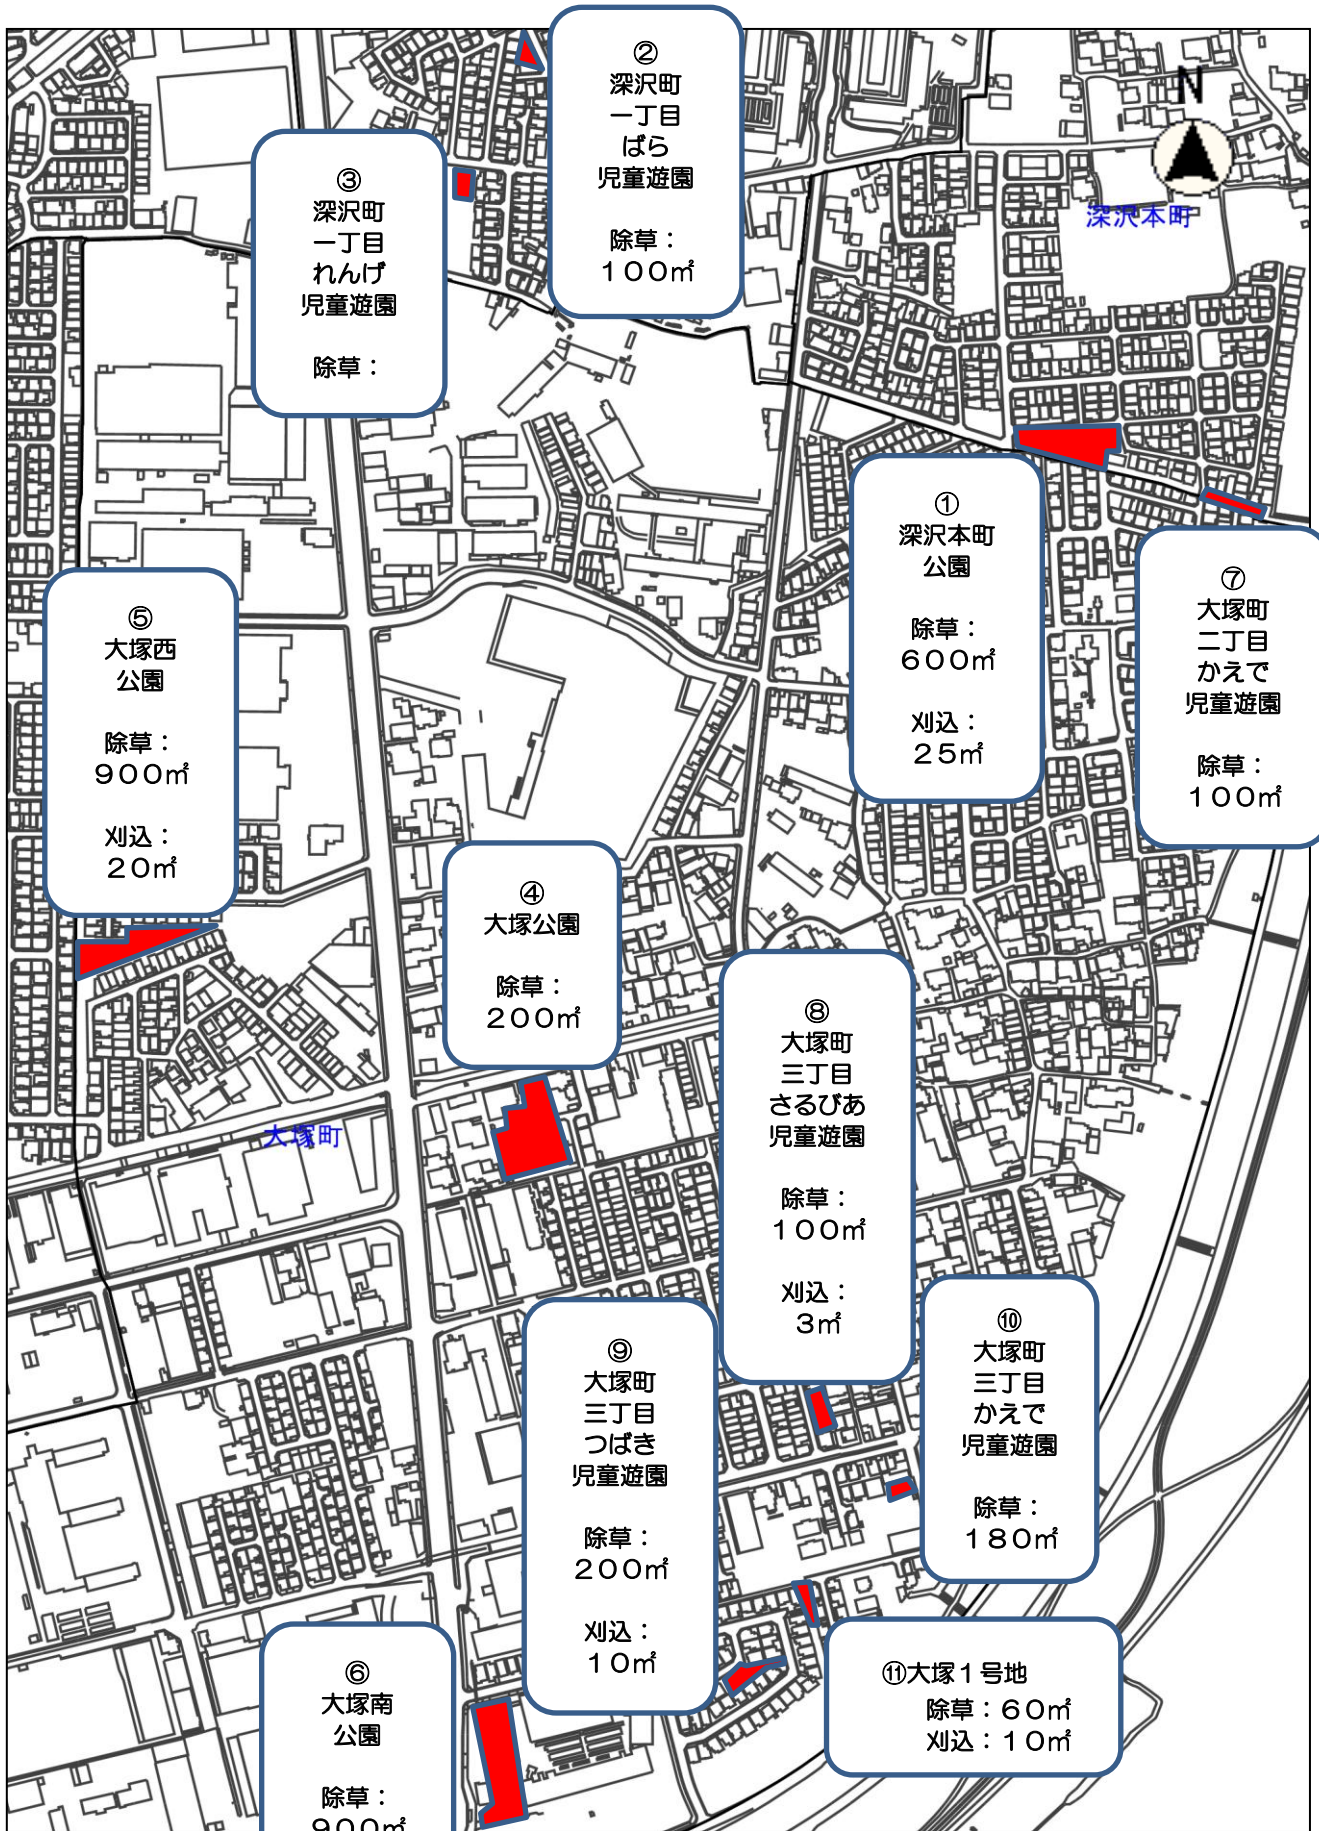 ②
深沢町
一丁目
ばら
児童遊園
除草：
１００㎡
N
深沢本町
③
深沢町
一丁目
れんげ
児童遊園
除草：
①
深沢本町
公園
除草：
６００㎡
刈込：
２５㎡
⑦
大塚町
二丁目
かえで
児童遊園
除草：
１００㎡
⑤
大塚西
公園
除草：
９００㎡
刈込：
２０㎡
④
大塚公園
除草：
２００㎡
大塚町
⑧
大塚町
三丁目
さるびあ
児童遊園
除草：
１００㎡
刈込：
３㎡
⑩
大塚町
三丁目
かえで
児童遊園
除草：
１８０㎡
⑨
大塚町
三丁目
つばき
児童遊園
除草：
２００㎡
刈込：
１０㎡
⑪大塚１号地
除草：６０㎡
刈込：１０㎡
⑥
大塚南
公園
除草：
９００㎡